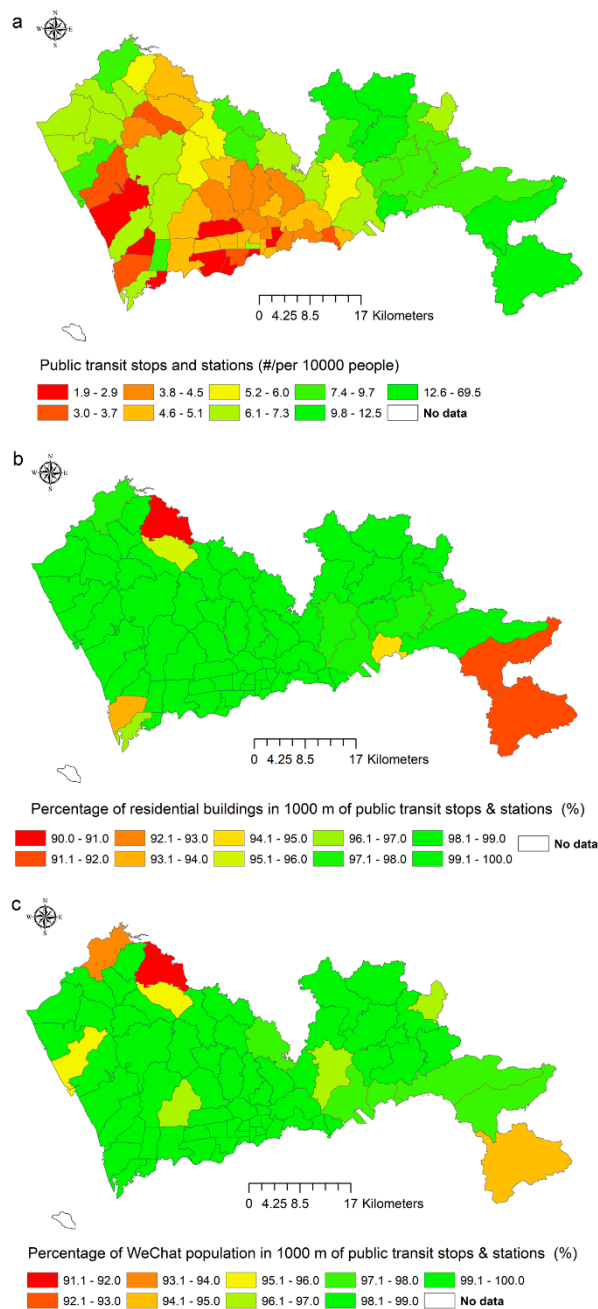 a
N
W E
S
0 4.25 8.5 17 Kilometers
Public transit stops and stations (#/per 10000 people)
1.9 - 2.9 3.8 - 4.5 5.2 - 6.0 7.4 - 9.7 12.6 - 69.5
3.0 - 3.7 4.6 - 5.1 6.1 - 7.3 9.8 - 12.5 No data
b
N
W E
S
0 4.25 8.5 17 Kilometers
Percentage of residential buildings in 1000 m of public transit stops & stations (%)
90.0 - 91.0 92.1 - 93.0 94.1 - 95.0 96.1 - 97.0 98.1 - 99.0 No data
91.1 - 92.0 93.1 - 94.0 95.1 - 96.0 97.1 - 98.0 99.1 - 100.0
c
N
W E
S
0 4.25 8.5 17 Kilometers
Percentage of WeChat population in 1000 m of public transit stops & stations (%)
91.1 - 92.0 93.1 - 94.0 95.1 - 96.0 97.1 - 98.0 99.1 - 100.0
92.1 - 93.0 94.1 - 95.0 96.1 - 97.0 98.1 - 99.0 No data